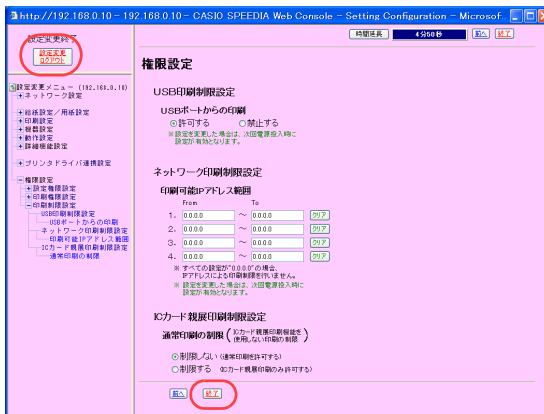 http://192.168.0.10 - 192.168.0.10 - CASIO SPEEDIA Web Console - Setting Configuration - Microsof...
設定変更終了
設定変更
ログアウト
時間延長
4分50秒
前へ
終了
設定変更メニュー (192.168.0.10)
ネットワーク設定
給紙設定／用紙設定
印刷設定
機器設定
動作設定
詳細機能設定
プリンタドライバ連携設定
権限設定
設定権限設定
印刷権限設定
印刷制限設定
USB印刷制限設定
USBポートからの印刷
ネットワーク印刷制限設定
印刷可能IPアドレス範囲
ICカード親展印刷制限設定
通常印刷の制限
権限設定
USB印刷制限設定
USBポートからの印刷
許可する 禁止する
※ 設定を変更した場合は、次回電源投入時に
設定が有効となります。
ネットワーク印刷制限設定
印刷可能IPアドレス範囲
From To
1. 0.0.0.0 ～ 0.0.0.0 クリア
2. 0.0.0.0 ～ 0.0.0.0 クリア
3. 0.0.0.0 ～ 0.0.0.0 クリア
4. 0.0.0.0 ～ 0.0.0.0 クリア
※ すべての設定が"0.0.0.0"の場合、
IPアドレスによる印刷制限を行いません。
※ 設定を変更した場合は、次回電源投入時に
設定が有効となります。
ICカード親展印刷制限設定
通常印刷の制限 (ICカード親展印刷機能を
使用しない印刷の制限)
制限しない (通常印刷を許可する)
制限する (ICカード親展印刷のみ許可する)
前へ 終了